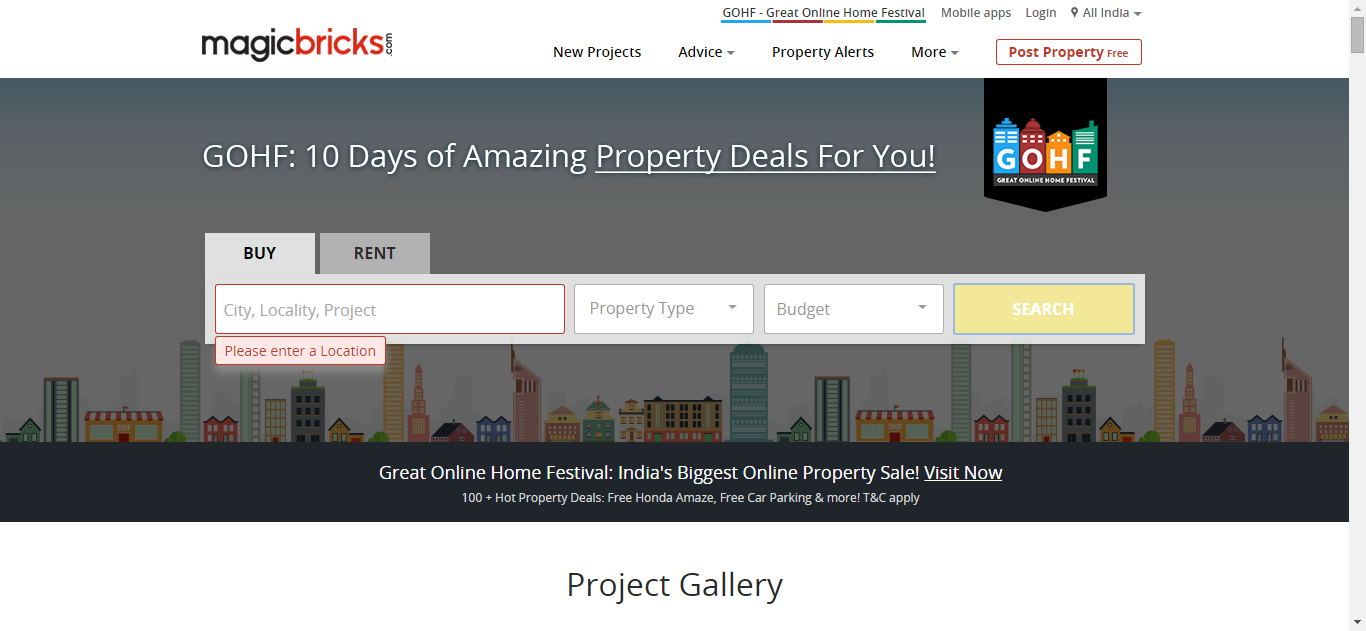 GOHF - Great Online Home Festival Mobile apps Login All India
magicbricks.com
New Projects Advice Property Alerts More Post Property Free
GOHF: 10 Days of Amazing Property Deals For You!
GOHF
GREAT ONLINE HOME FESTIVAL
BUY RENT
City, Locality, Project Property Type Budget SEARCH
Please enter a Location
SHOP SHOP
Great Online Home Festival: India's Biggest Online Property Sale! Visit Now
100 + Hot Property Deals: Free Honda Amaze, Free Car Parking & more! T&C apply
Project Gallery